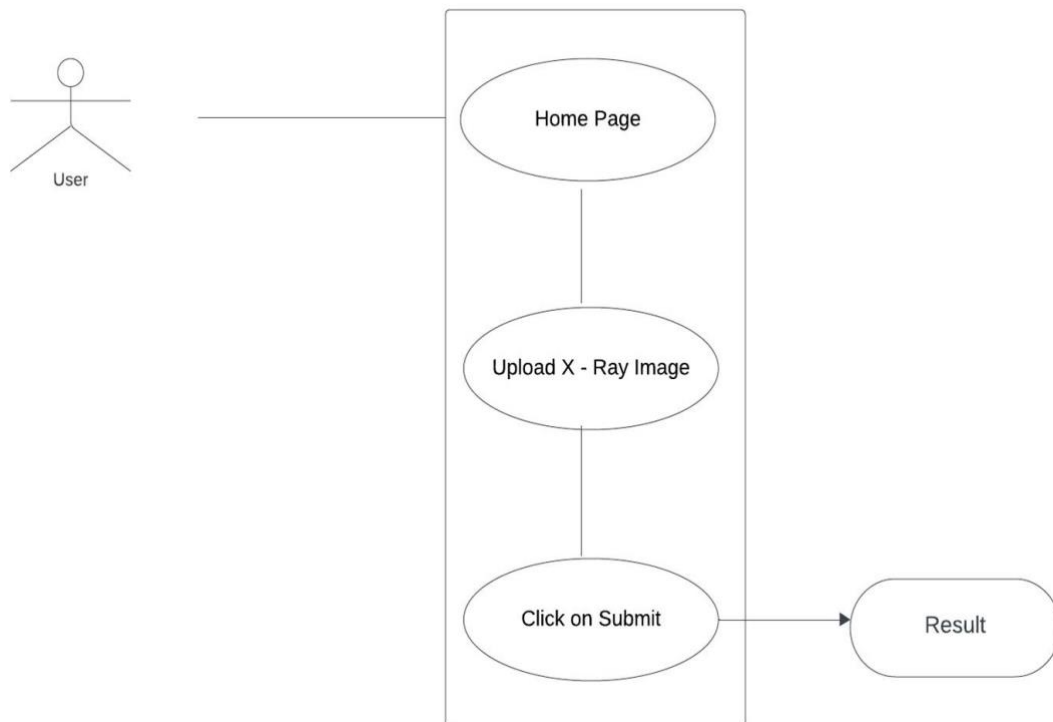 Home Page
User
Upload X - Ray Image
Click on Submit
Result